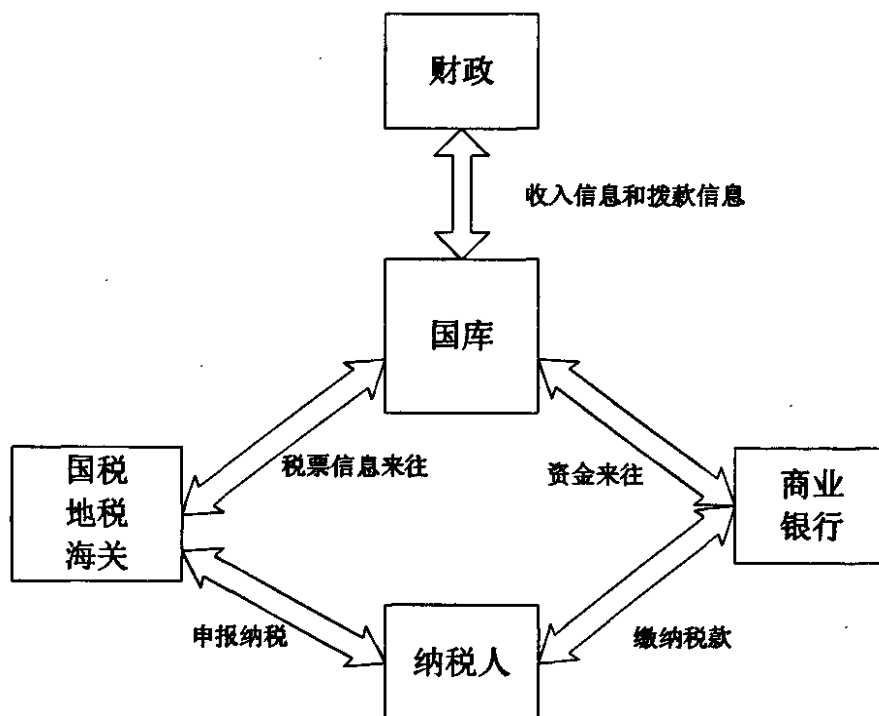 财政
收入信息和拨款信息
国库
税票信息来往
资金来往
国税
地税
海关
商业
银行
申报纳税
纳税人
缴纳税款